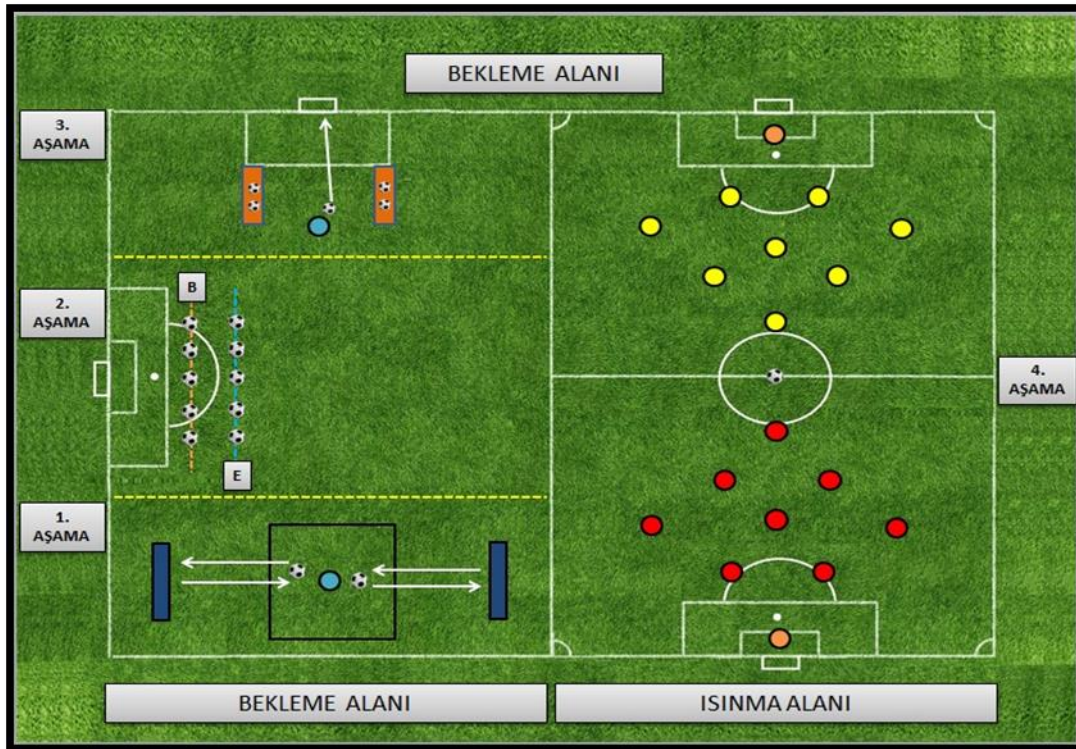 BEKLEME ALANI
3.
AŞAMA
B
2.
AŞAMA
4.
AŞAMA
E
1.
AŞAMA
BEKLEME ALANI
ISINMA ALANI